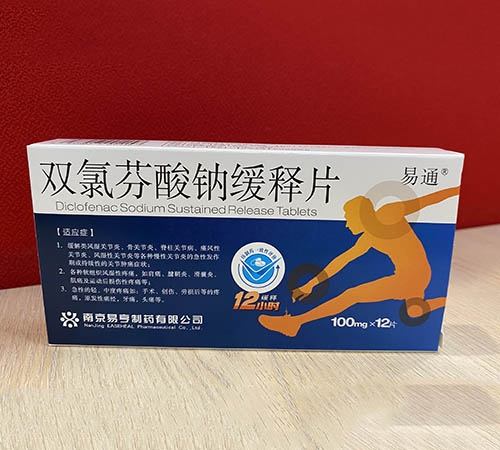 易通®
双氯芬酸钠缓释片
Diclofenac Sodium Sustained Release Tablets
【适应症】
1、缓解类风湿关节炎、骨关节炎、脊柱关节病、痛风性
关节炎、风湿性关节炎等各种慢性关节炎的急性发作
期或持续性的关节肿痛症状；
2、各种软组织风湿性疼痛，如肩痛、腱鞘炎、滑囊炎、
肌痛及运动后损伤性疼痛等；
3、急性的轻、中度疼痛如：手术、创伤、劳损后等的疼
痛，原发性痛经，牙痛，头痛等。
12小时
缓释
100mg×12片
南京易亨制药有限公司
NanJing EASEHEAL Pharmaceutical Co.,Ltd.